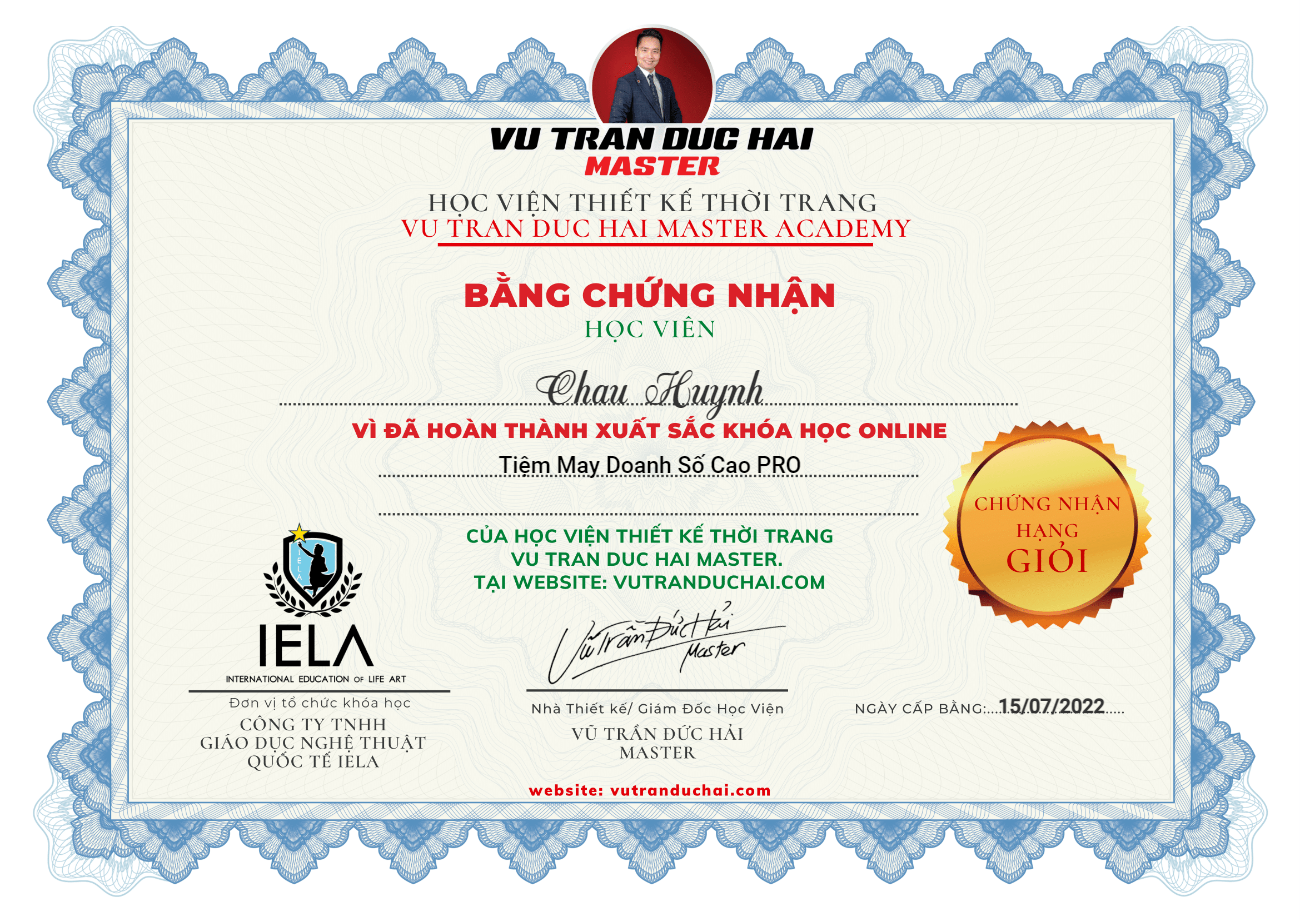 VU TRAN DUC HAI
MASTER
HỌC VIỆN THIẾT KẾ THỜI TRANG
VU TRAN DUC HAI MASTER ACADEMY
BẰNG CHỨNG NHẬN
HỌC VIÊN
Chau Huynh
VÌ ĐÃ HOÀN THÀNH XUẤT SẮC KHÓA HỌC ONLINE
Tiệm May Doanh Số Cao PRO
CỦA HỌC VIỆN THIẾT KẾ THỜI TRANG
VU TRAN DUC HAI MASTER.
TẠI WEBSITE: VUTRANDUCHAI.COM
CHỨNG NHẬN
HẠNG
GIỎI
IELA
IELA
INTERNATIONAL EDUCATION OF LIFE ART
Đơn vị tổ chức khóa học
CÔNG TY TNHH
GIÁO DỤC NGHỆ THUẬT
QUỐC TẾ IELA
Vũ Trần Đức Hải
Master
Nhà Thiết kế/ Giám Đốc Học Viện
VŨ TRẦN ĐỨC HẢI
MASTER
NGÀY CẤP BẰNG:...15/07/2022.....
website: vutranduchai.com